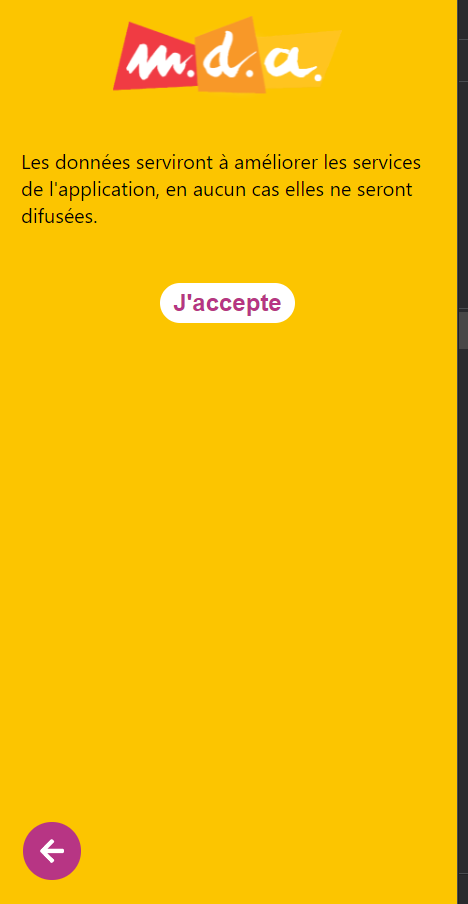 m.d.a.
Les données serviront à améliorer les services
de l'application, en aucun cas elles ne seront
difusées.
J'accepte